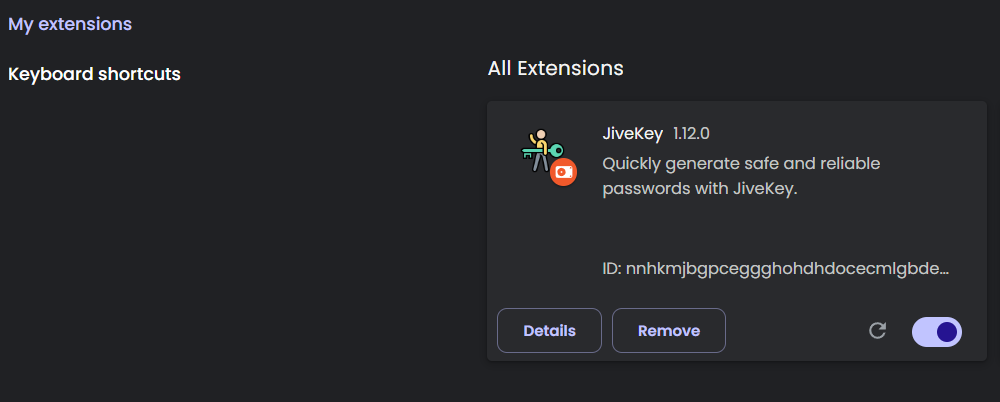 My extensions
Keyboard shortcuts
All Extensions
JiveKey 1.12.0
Quickly generate safe and reliable
passwords with JiveKey.
ID: nnhkmjbgpceggghohdhdocecmlgbde...
Details
Remove